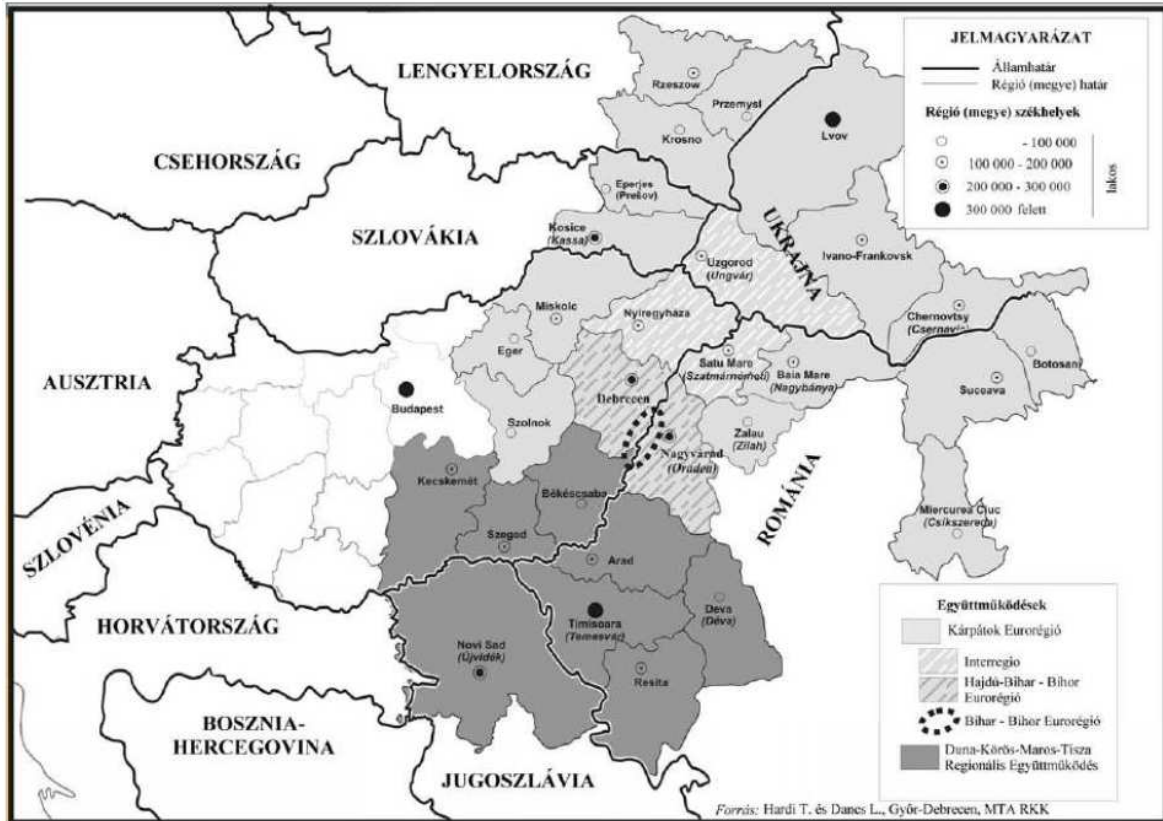 LENGYELORSZÁG
CSEHORSZÁG
SZLOVÁKIA
AUSZTRIA
SZLOVÉNIA
HORVÁTORSZÁG
BOSZNIA-
HERCEGOVINA
JUGOSZLÁVIA
ROMÁNIA
UKRAJNA
Rzeszow
Przemysl
Krosno
Lvov
Eperjes
(Prešov)
Kosice
(Kassa)
Uzgorod
(Ungvár)
Ivano-Frankovsk
Chernovtsy
Miskolc
Nyíregyháza
Eger
Satu Mare
Baia Mare
(Nagybánya)
Botosani
Suceava
Budapest
Debrecen
Szolnok
Zalau
(Zilah)
Nagyvárad
Kecskemét
Békéscsaba
Miercurea Ciuc
(Csíkszereda)
Szeged
Arad
Deva
(Déva)
Timisoara
(Temesvár)
Novi Sad
(Újvidék)
Resita
JELMAGYARÁZAT
Államhatár
Régió (megye) határ
Régió (megye) székhelyek
- 100 000
100 000 - 200 000
200 000 - 300 000
300 000 felett
lakos
Együttműködések
Kárpátok Eurorégió
Interregio
Hajdú-Bihar - Bihor
Eurorégió
Bihar - Bihor Eurorégió
Duna-Körös-Maros-Tisza
Regionális Együttműködés
Forrás: Hardi T. és Dancs L., Győr-Debrecen, MTA RKK